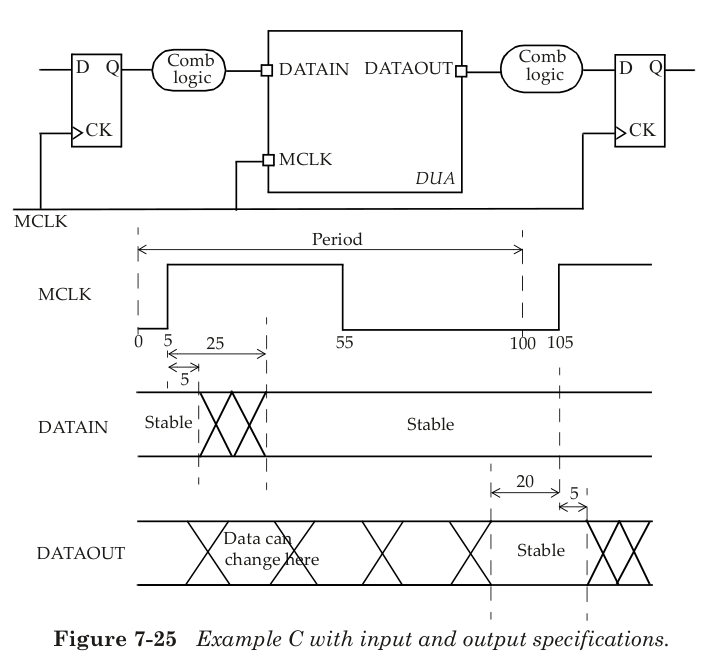 D Q
Comb
logic
DATAIN
DATAOUT
Comb
logic
D Q
CK
CK
MCLK
DUA
MCLK
Period
MCLK
0
5
55
100
105
25
5
DATAIN
Stable
Stable
20
5
DATAOUT
Data can
change here
Stable
Figure 7-25 Example C with input and output specifications.